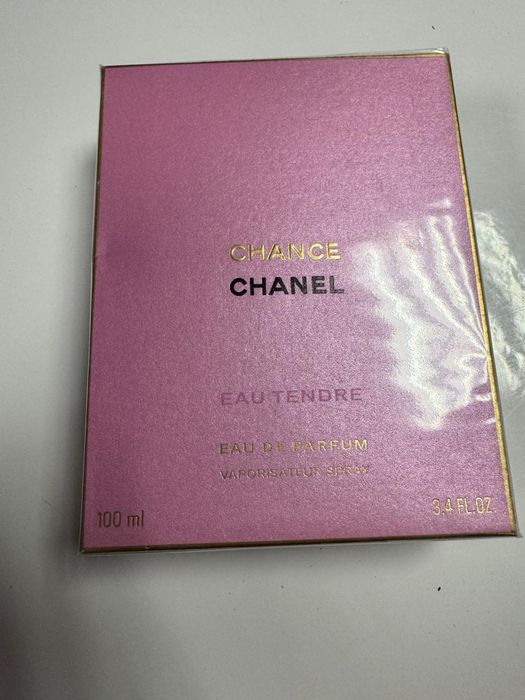 CHANCE
CHANEL
EAU TENDRE
EAU DE PARFUM
VAPORISATEUR SPRAY
100 ml
3.4 FL.OZ